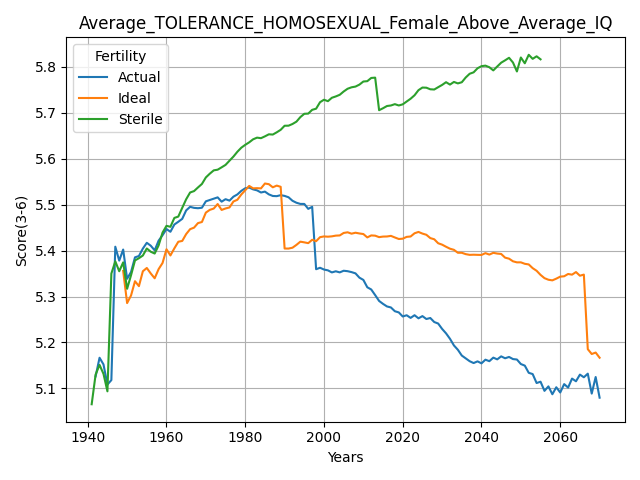 Average_TOLERANCE_HOMOSEXUAL_Female_Above_Average_IQ
Fertility
Actual
Ideal
Sterile
Score(3-6)
5.8
5.7
5.6
5.5
5.4
5.3
5.2
5.1
1940 1960 1980 2000 2020 2040 2060
Years